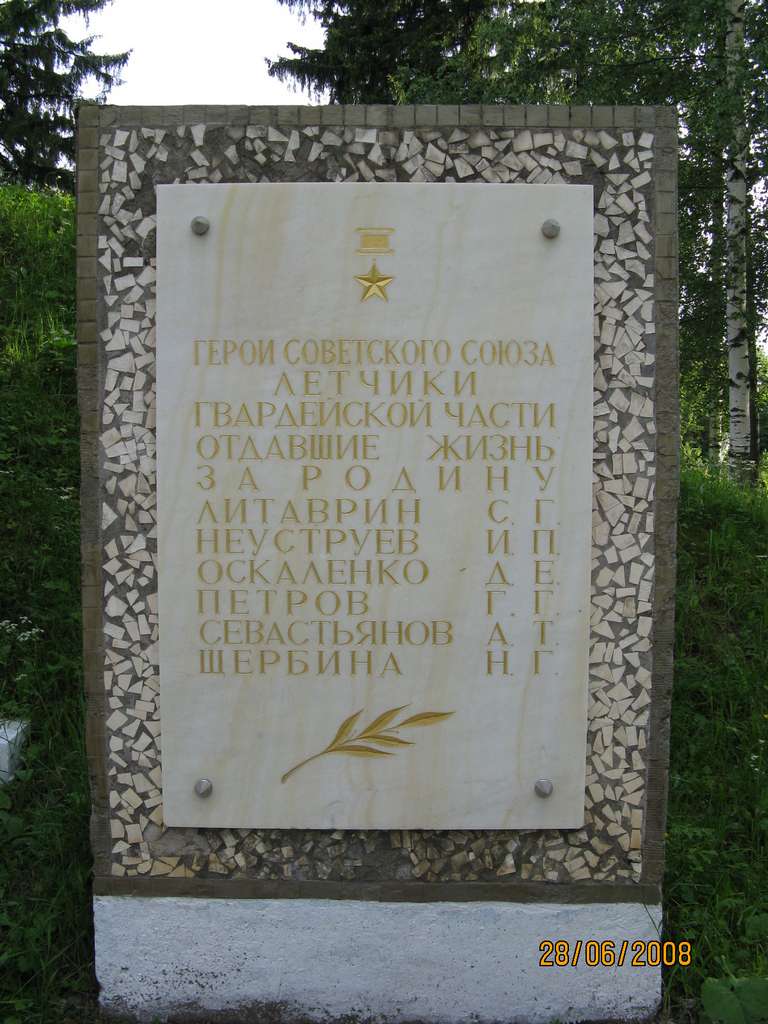 ГЕРОИ СОВЕТСКОГО СОЮЗА
ЛЕТЧИКИ
ГВАРДЕЙСКОЙ ЧАСТИ
ОТДАВШИЕ ЖИЗНЬ
ЗА РОДИНУ
ЛИТАВРИН С. Г.
НЕУСТРУЕВ И. П.
ОСКАЛЕНКО Д. Е.
ПЕТРОВ Г. Г.
СЕВАСТЬЯНОВ А. Т.
ЩЕРБИНА Н. Г.
28/06/2008